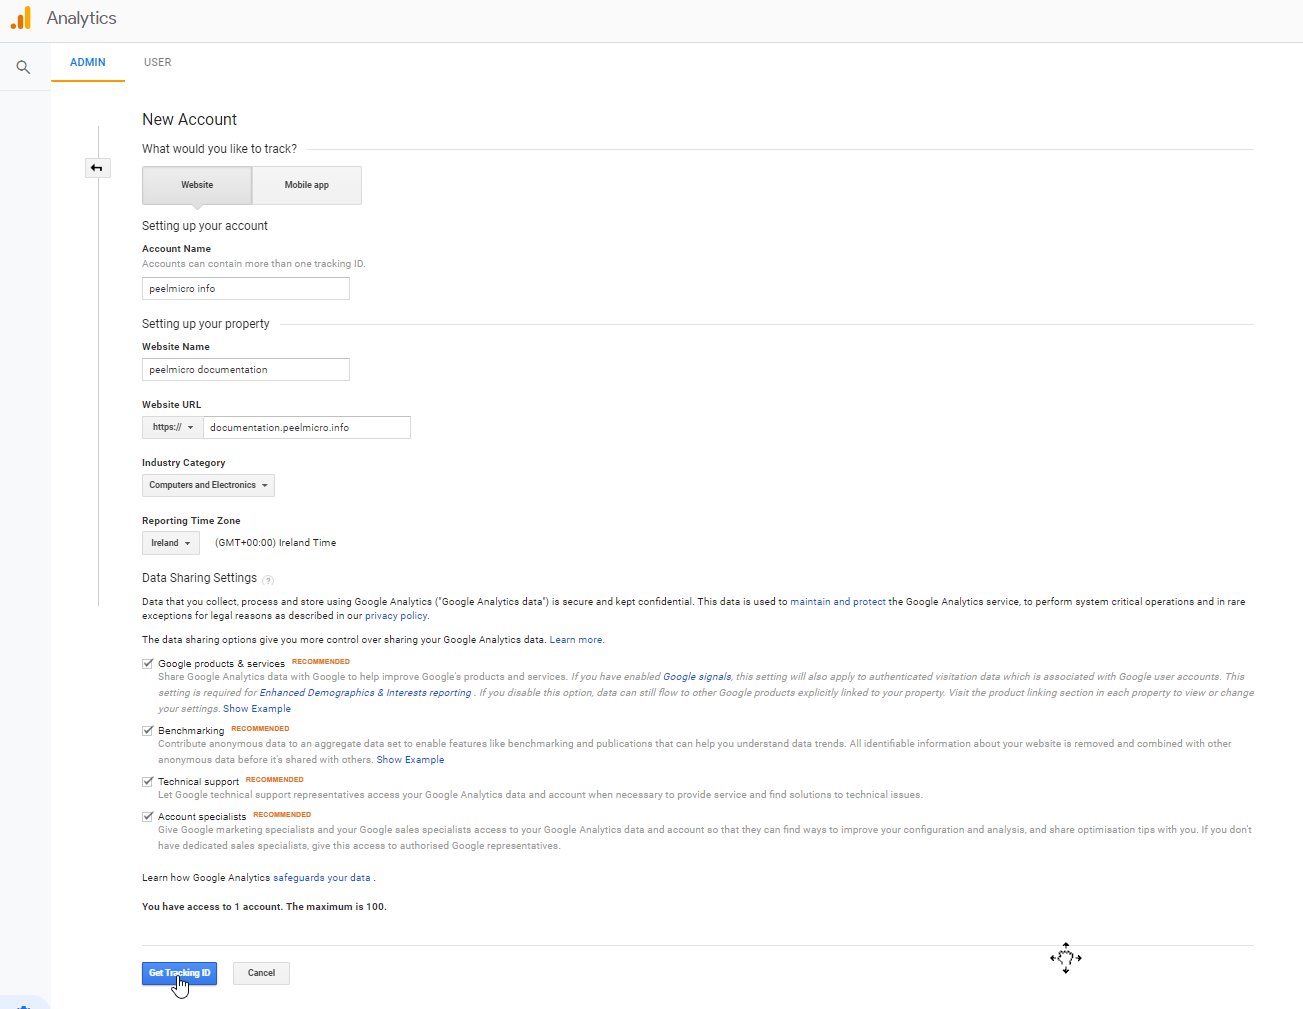 Analytics
ADMIN USER
New Account
What would you like to track?
Website Mobile app
Setting up your account
Account Name
Accounts can contain more than one tracking ID.
peelmicro info
Setting up your property
Website Name
peelmicro documentation
Website URL
https:// documentation.peelmicro.info
Industry Category
Computers and Electronics
Reporting Time Zone
Ireland (GMT+00:00) Ireland Time
Data Sharing Settings ?
Data that you collect, process and store using Google Analytics ("Google Analytics data") is secure and kept confidential. This data is used to maintain and protect the Google Analytics service, to perform system critical operations and in rare
exceptions for legal reasons as described in our privacy policy.
The data sharing options give you more control over sharing your Google Analytics data. Learn more.
Google products & services RECOMMENDED
Share Google Analytics data with Google to help improve Google's products and services. If you have enabled Google signals, this setting will also apply to authenticated visitation data which is associated with Google user accounts. This
setting is required for Enhanced Demographics & Interests reporting . If you disable this option, data can still flow to other Google products explicitly linked to your property. Visit the product linking section in each property to view or change
your settings. Show Example
Benchmarking RECOMMENDED
Contribute anonymous data to an aggregate data set to enable features like benchmarking and publications that can help you understand data trends. All identifiable information about your website is removed and combined with other
anonymous data before it's shared with others. Show Example
Technical support RECOMMENDED
Let Google technical support representatives access your Google Analytics data and account when necessary to provide service and find solutions to technical issues.
Account specialists RECOMMENDED
Give Google marketing specialists and your Google sales specialists access to your Google Analytics data and account so that they can find ways to improve your configuration and analysis, and share optimisation tips with you. If you don't
have dedicated sales specialists, give this access to authorised Google representatives.
Learn how Google Analytics safeguards your data .
You have access to 1 account. The maximum is 100.
Get Tracking ID Cancel